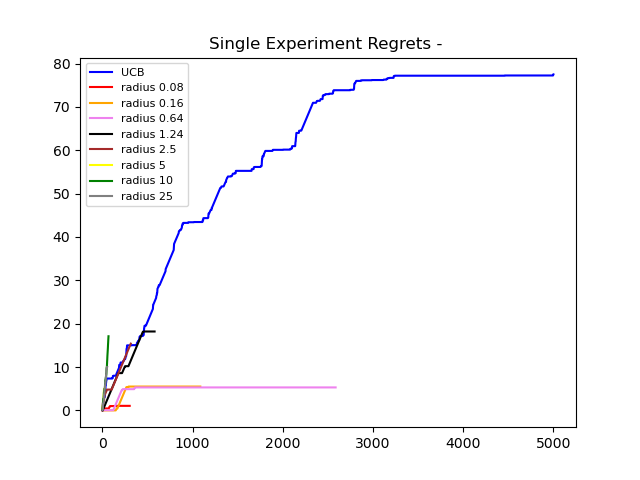 Single Experiment Regrets -
80
70
60
50
40
30
20
10
0
UCB
radius 0.08
radius 0.16
radius 0.64
radius 1.24
radius 2.5
radius 5
radius 10
radius 25
0 1000 2000 3000 4000 5000